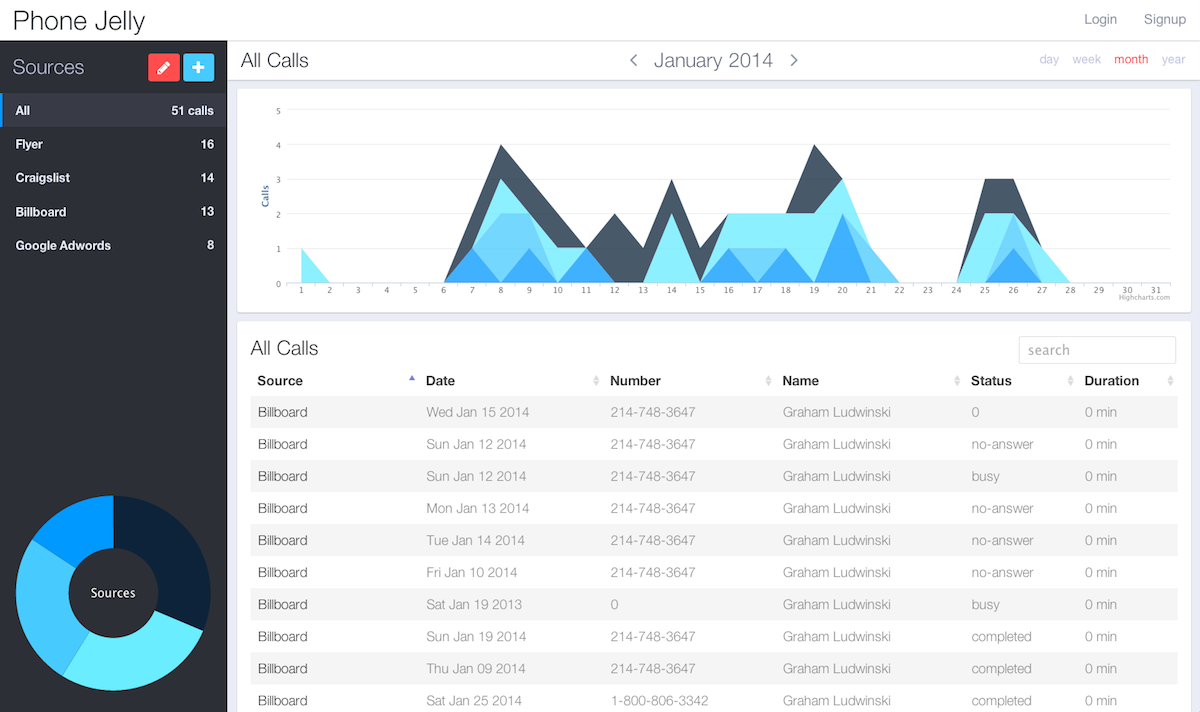 Phone Jelly
Login Signup
Sources
All 51 calls
Flyer 16
Craigslist 14
Billboard 13
Google Adwords 8
Sources
All Calls
January 2014
day week month year
Calls
5
4
3
2
1
0
1 2 3 4 5 6 7 8 9 10 11 12 13 14 15 16 17 18 19 20 21 22 23 24 25 26 27 28 29 30 31
Highcharts.com
All Calls
search
Source Date Number Name Status Duration
Billboard Wed Jan 15 2014 214-748-3647 Graham Ludwinski 0 0 min
Billboard Sun Jan 12 2014 214-748-3647 Graham Ludwinski no-answer 0 min
Billboard Sun Jan 12 2014 214-748-3647 Graham Ludwinski busy 0 min
Billboard Mon Jan 13 2014 214-748-3647 Graham Ludwinski no-answer 0 min
Billboard Tue Jan 14 2014 214-748-3647 Graham Ludwinski no-answer 0 min
Billboard Fri Jan 10 2014 214-748-3647 Graham Ludwinski no-answer 0 min
Billboard Sat Jan 19 2013 0 Graham Ludwinski busy 0 min
Billboard Sun Jan 19 2014 214-748-3647 Graham Ludwinski completed 0 min
Billboard Thu Jan 09 2014 214-748-3647 Graham Ludwinski completed 0 min
Billboard Sat Jan 25 2014 1-800-806-3342 Graham Ludwinski completed 0 min